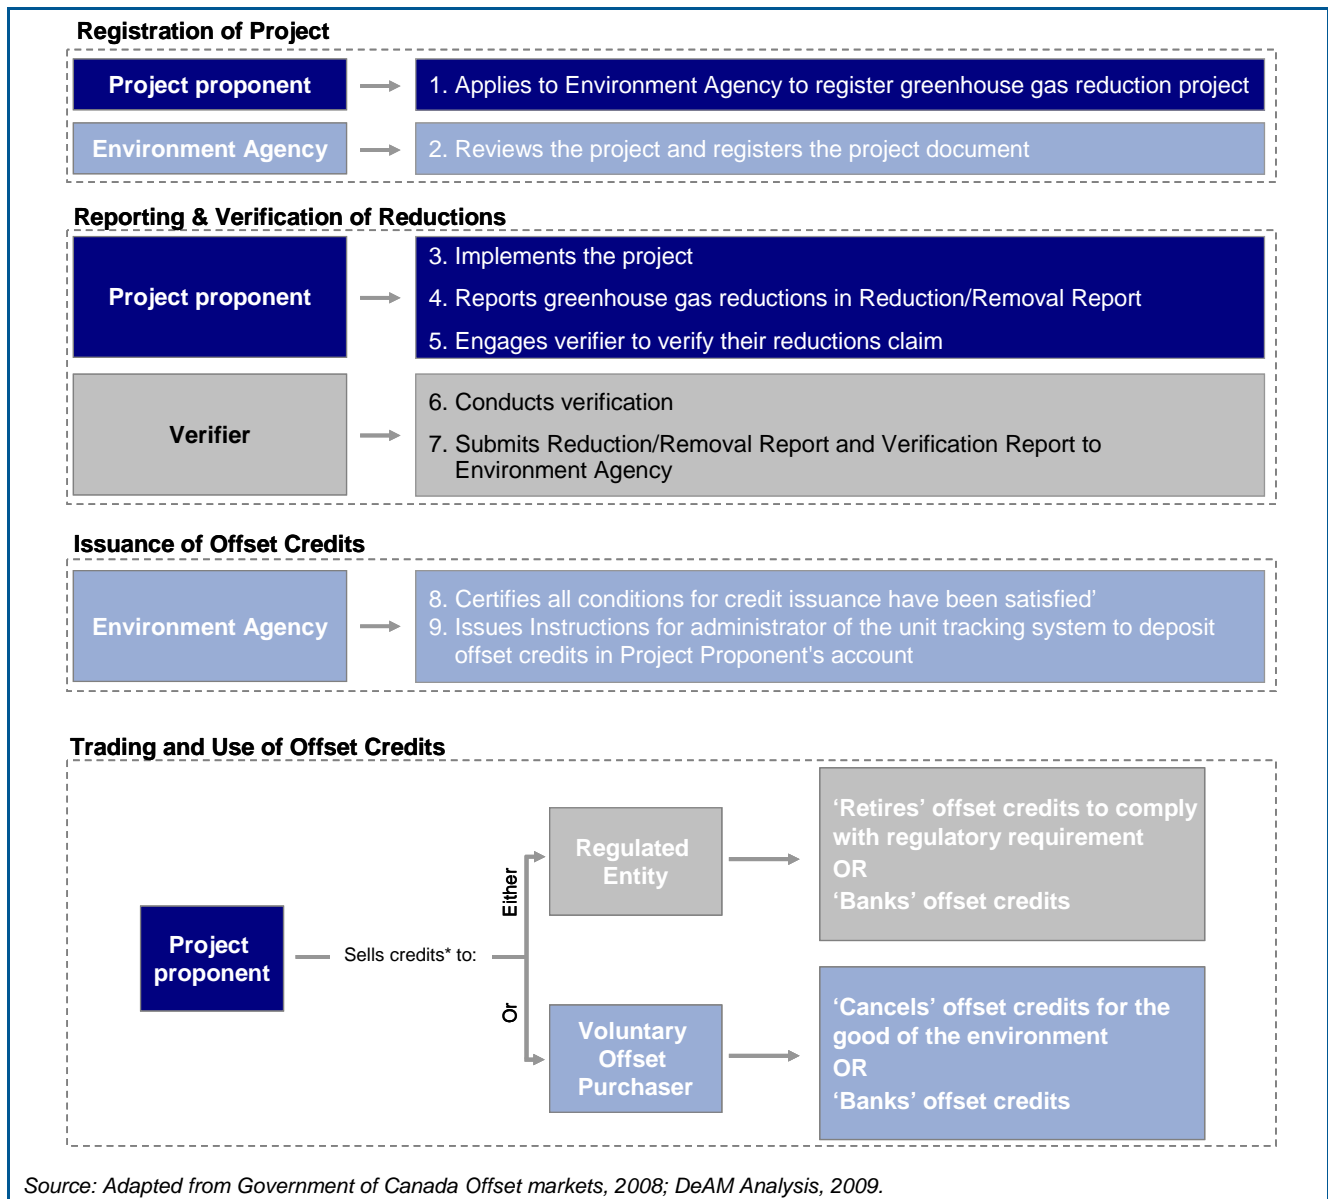 Registration of Project
Project proponent
1. Applies to Environment Agency to register greenhouse gas reduction project
Environment Agency
2. Reviews the project and registers the project document
Reporting & Verification of Reductions
Project proponent
3. Implements the project
4. Reports greenhouse gas reductions in Reduction/Removal Report
5. Engages verifier to verify their reductions claim
Verifier
6. Conducts verification
7. Submits Reduction/Removal Report and Verification Report to
Environment Agency
Issuance of Offset Credits
Environment Agency
8. Certifies all conditions for credit issuance have been satisfied’
9. Issues Instructions for administrator of the unit tracking system to deposit
offset credits in Project Proponent's account
Trading and Use of Offset Credits
Project
proponent
Sells credits* to:
Either
Regulated
Entity
‘Retires’ offset credits to comply
with regulatory requirement
OR
‘Banks’ offset credits
Or
Voluntary
Offset
Purchaser
‘Cancels’ offset credits for the
good of the environment
OR
‘Banks’ offset credits
Source: Adapted from Government of Canada Offset markets, 2008; DeAM Analysis, 2009.